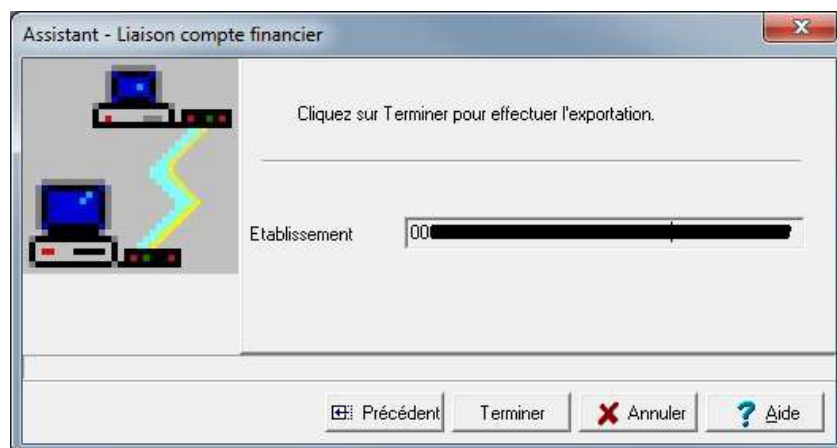 Assistant - Liaison compte financier
Cliquez sur Terminer pour effectuer l'exportation.
Etablissement 00
Précédent Terminer Annuler ? Aide